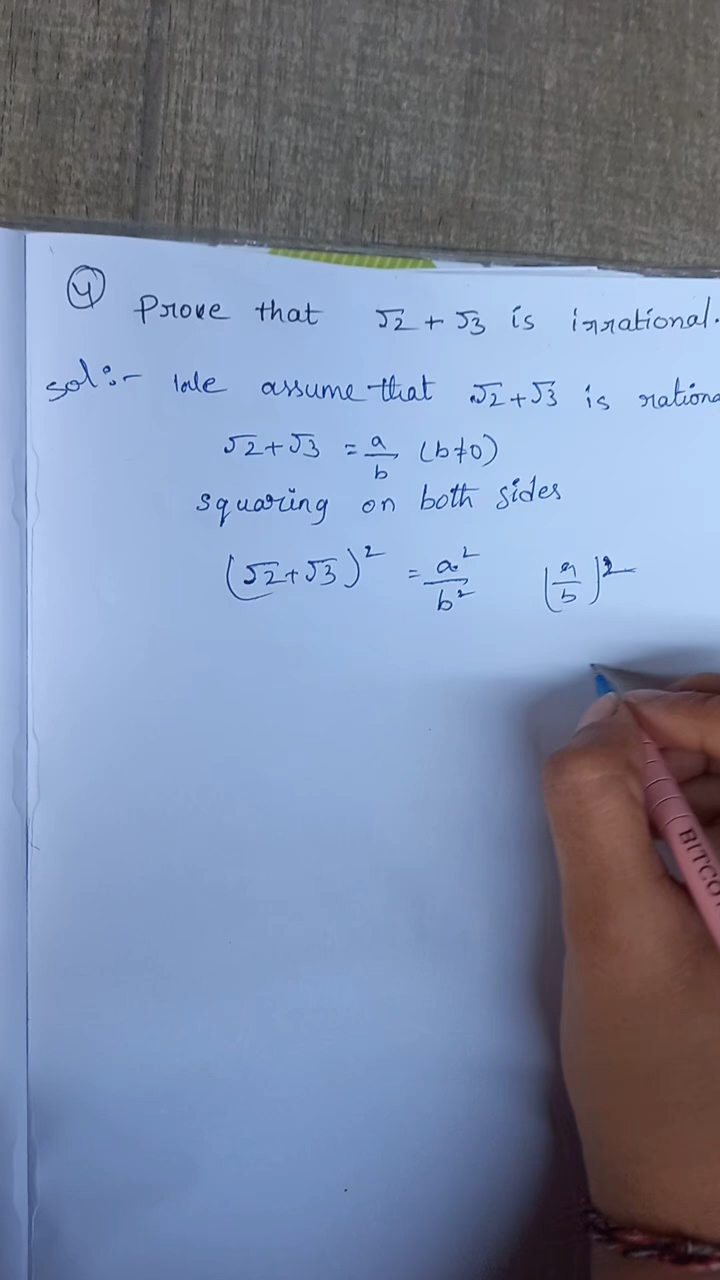 4 Prove that √2 + √3 is irrational.
Sol:- We assume that √2+√3 is rationa
√2+√3 = a/b (b≠0)
squaring on both sides
(√2+√3)² = a²/b² (a/b)²
BITCO